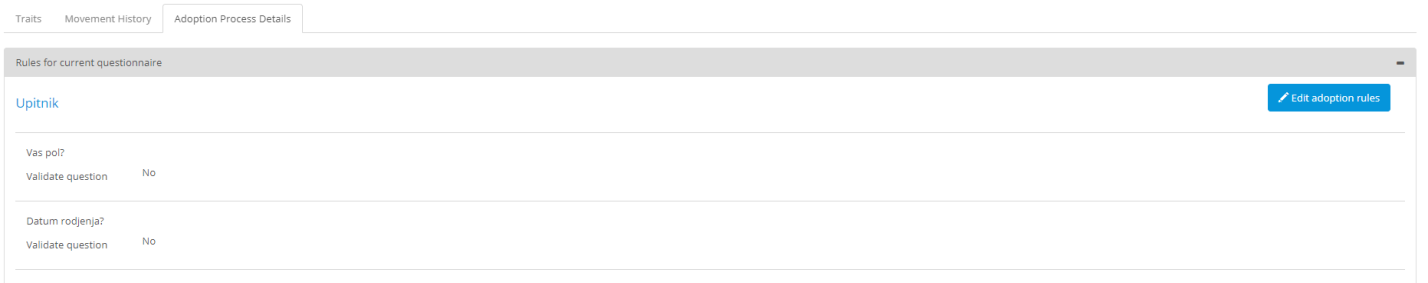 Traits Movement History Adoption Process Details
Rules for current questionnaire
Upitnik
Edit adoption rules
Vas pol?
Validate question No
Datum rodjenja?
Validate question No